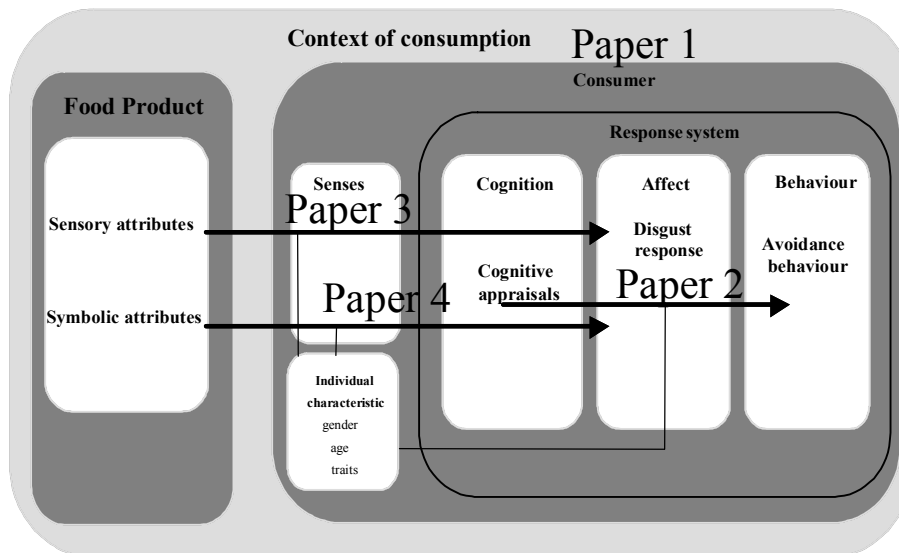 Context of consumption
Paper 1
Consumer
Food Product
Response system
Senses
Cognition
Affect
Behaviour
Sensory attributes
Paper 3
Disgust
response
Avoidance
behaviour
Cognitive
appraisals
Paper 2
Symbolic attributes
Paper 4
Individual
characteristic
gender
age
traits